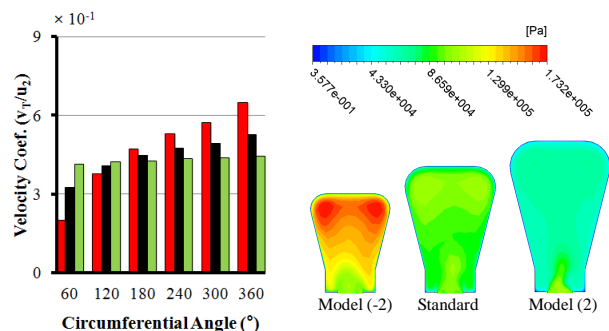 × 10⁻¹
9
6
3
0
Velocity Coef. (v_T/u_2)
60 120 180 240 300 360
Circumferential Angle (°)
[Pa]
3.577e-001
4.330e+004
8.659e+004
1.299e+005
1.732e+005
Model (-2) Standard Model (2)